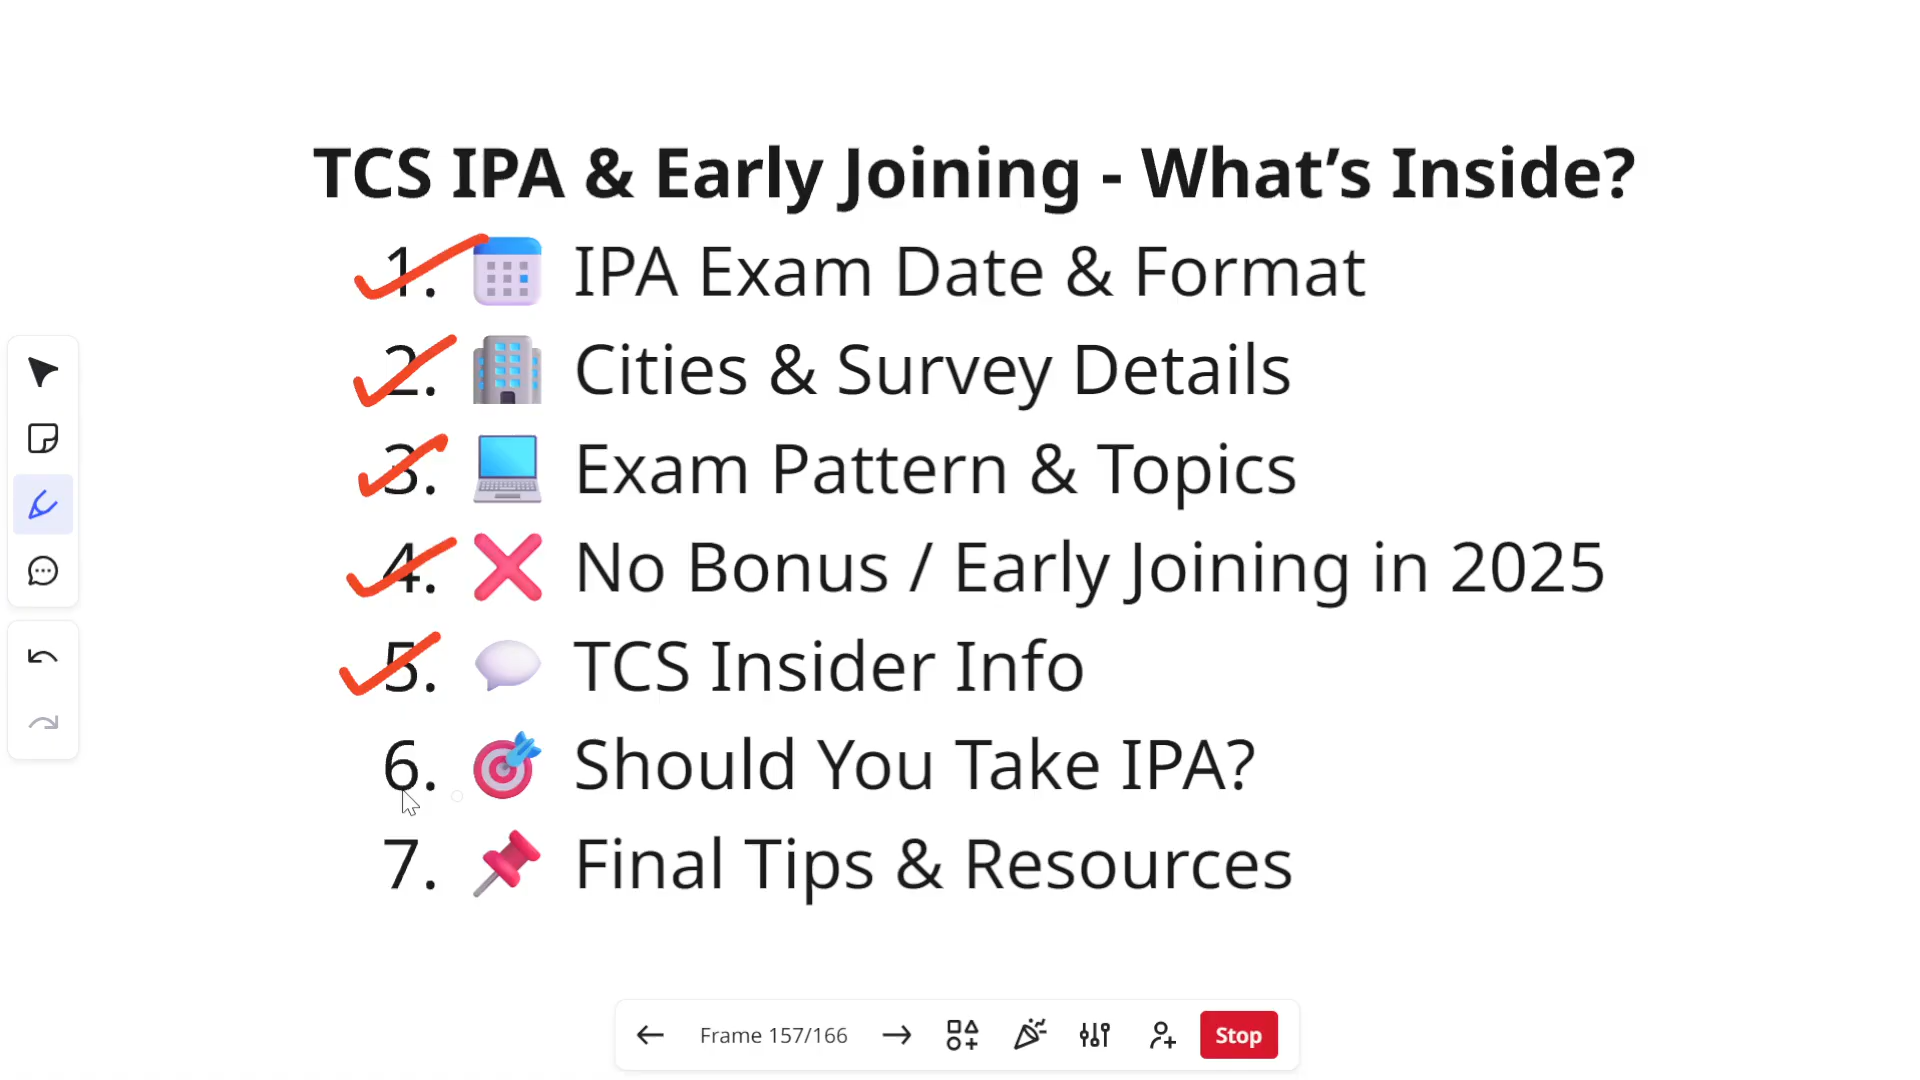 TCS IPA & Early Joining - What’s Inside?
1. IPA Exam Date & Format
2. Cities & Survey Details
3. Exam Pattern & Topics
4. No Bonus / Early Joining in 2025
5. TCS Insider Info
6. Should You Take IPA?
7. Final Tips & Resources
Frame 157/166
Stop